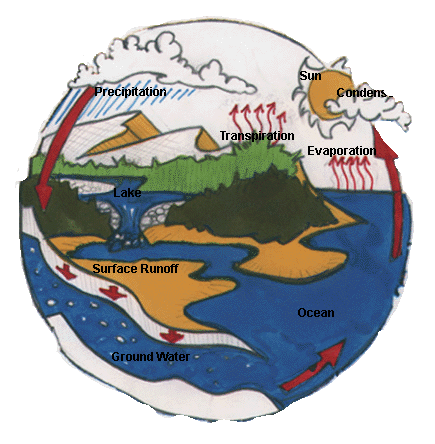 Sun
Precipitation
Condens
Transpiration
Evaporation
Lake
Surface Runoff
Ocean
Ground Water